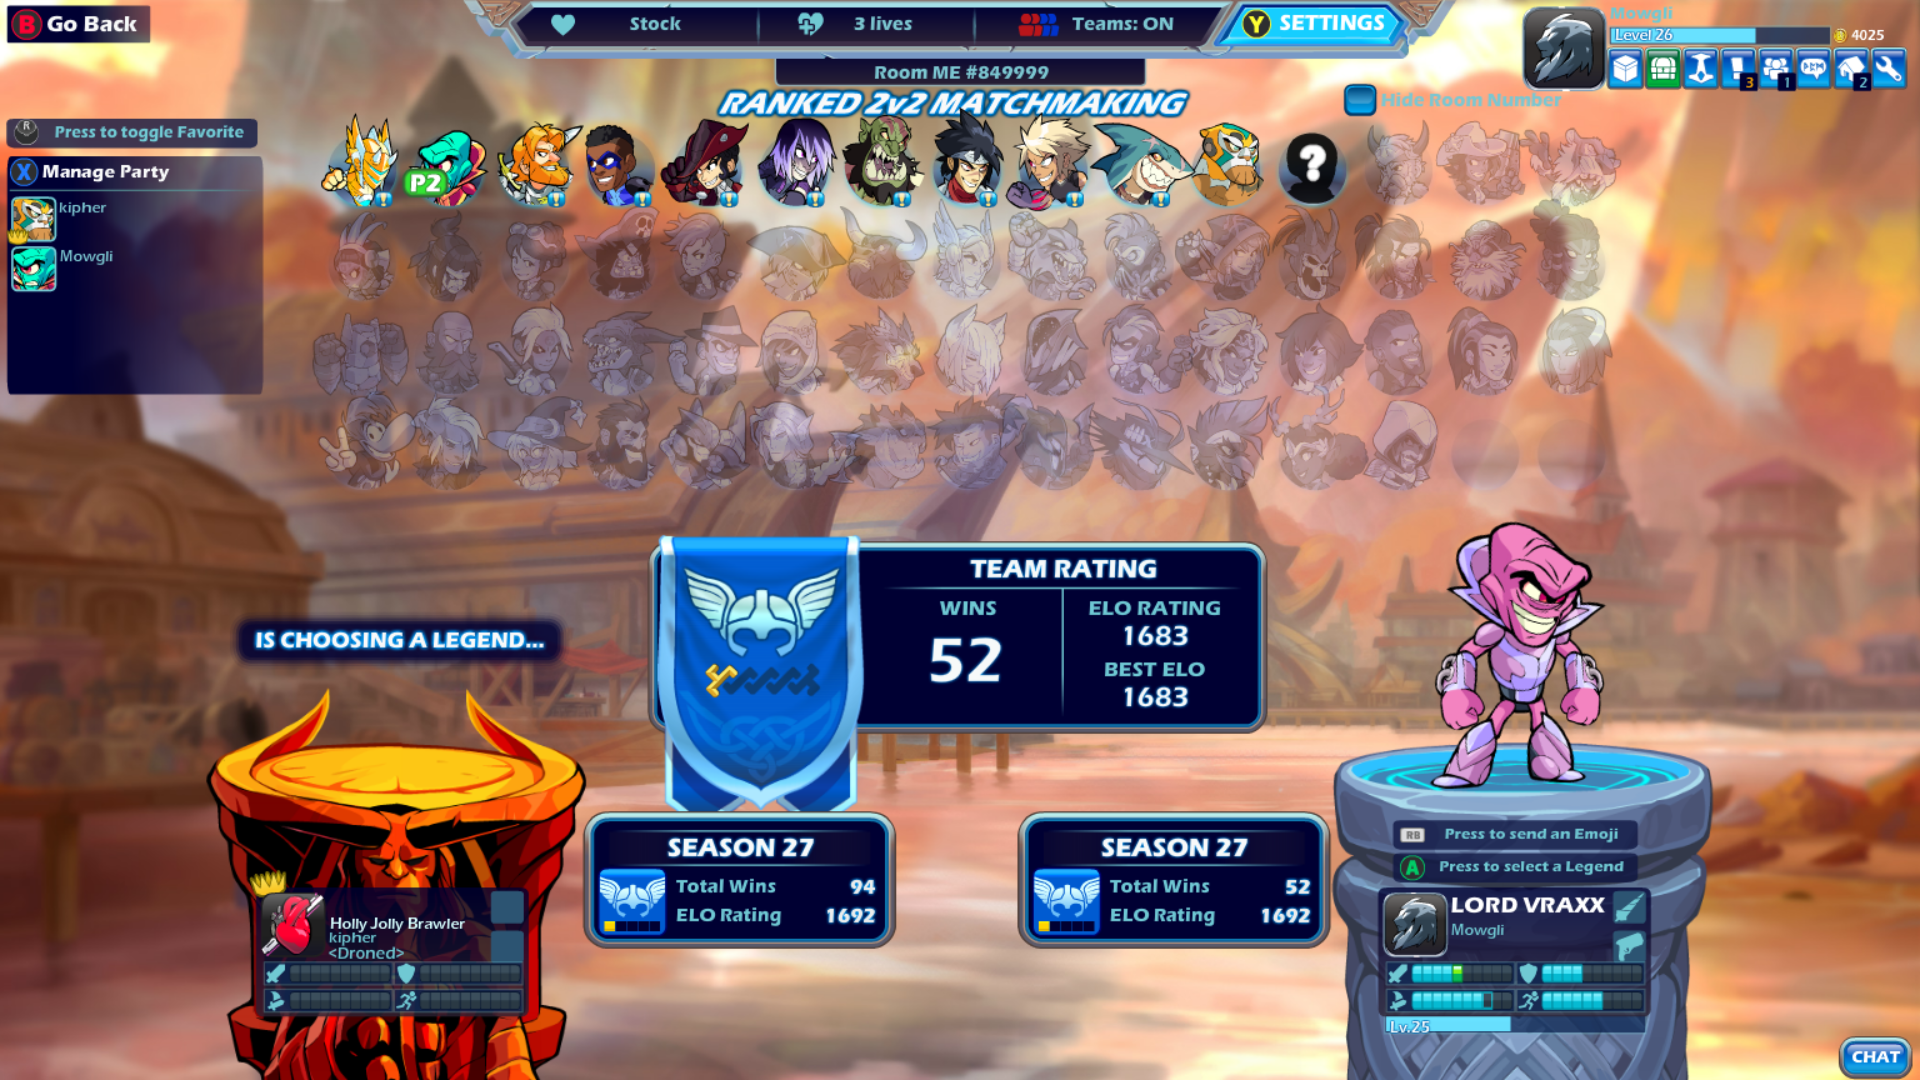 B Go Back
Stock
3 lives
Teams: ON
Y SETTINGS
Mowgli
Level 26
4025
3
1
2
Room ME #849999
RANKED 2v2 MATCHMAKING
Hide Room Number
R Press to toggle Favorite
X Manage Party
kipher
Mowgli
P2
?
IS CHOOSING A LEGEND...
TEAM RATING
WINS
52
ELO RATING
1683
BEST ELO
1683
SEASON 27
Total Wins 94
ELO Rating 1692
SEASON 27
Total Wins 52
ELO Rating 1692
Holly Jolly Brawler
kipher
<Droned>
RB Press to send an Emoji
A Press to select a Legend
LORD VRAXX
Mowgli
Lv.25
CHAT